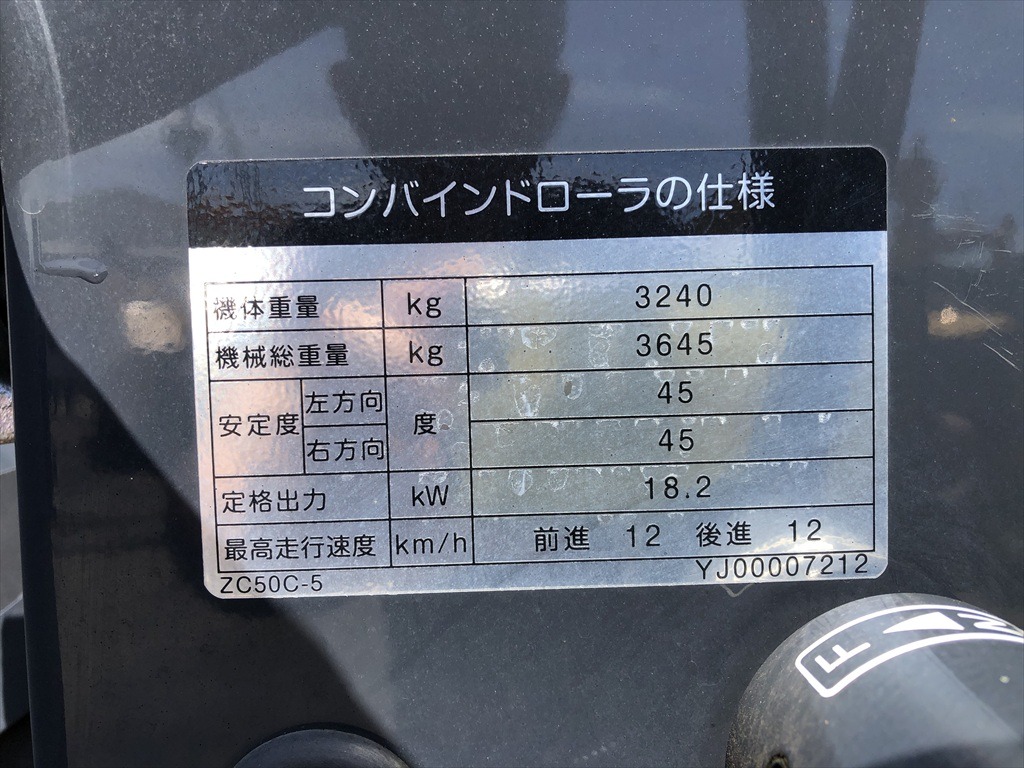 コンバインドローラの仕様
機体重量 kg 3240
機械総重量 kg 3645
安定度 左方向 度 45
右方向 45
定格出力 kW 18.2
最高走行速度 km/h 前進 12 後進 12
ZC50C-5 YJ00007212
F N